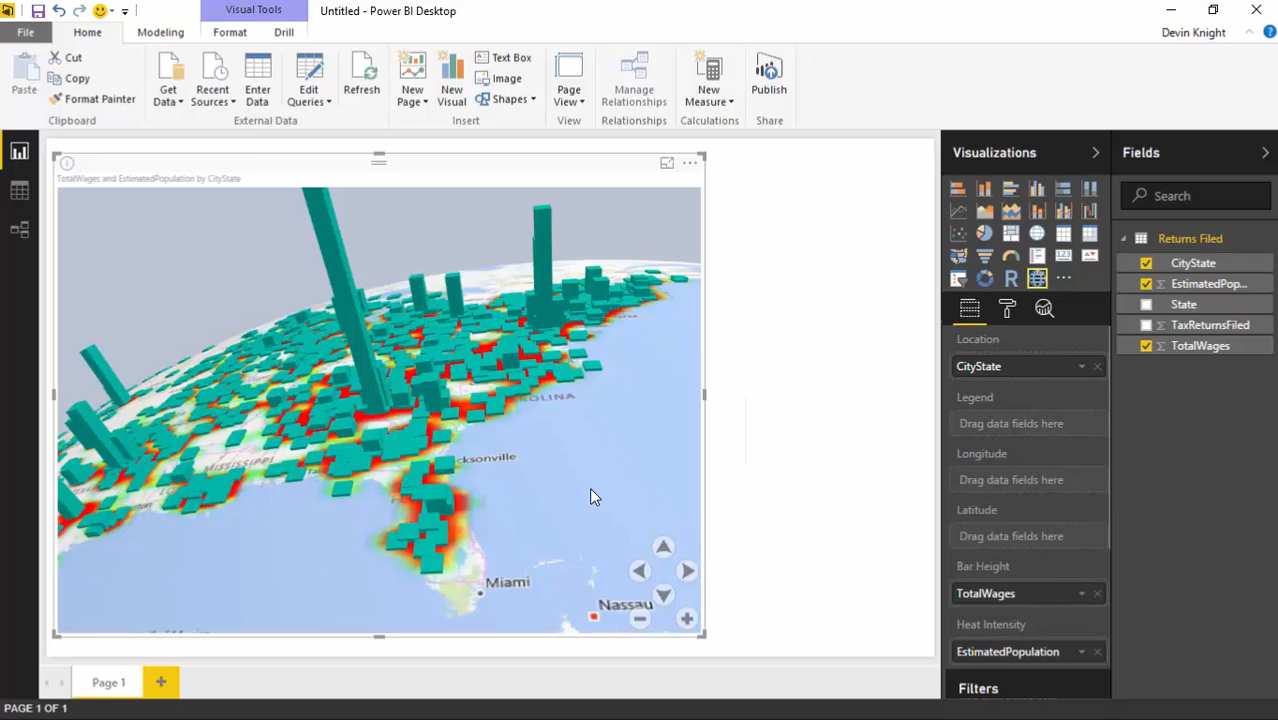 Visual Tools
Untitled - Power BI Desktop
File
Home
Modeling
Format
Drill
Devin Knight
Paste
Cut
Copy
Format Painter
Clipboard
Get Data
Recent Sources
Enter Data
Edit Queries
Refresh
External Data
New Page
New Visual
Text Box
Image
Shapes
Insert
Page View
View
Manage Relationships
Relationships
New Measure
Calculations
Publish
Share
TotalWages and EstimatedPopulation by CityState
ROLINA
MISSISSIPPI
cksonville
Miami
Nassau
Visualizations
R
Location
CityState
Legend
Drag data fields here
Longitude
Drag data fields here
Latitude
Drag data fields here
Bar Height
TotalWages
Heat Intensity
EstimatedPopulation
Filters
Fields
Search
Returns Filed
CityState
Σ EstimatedPop...
State
Σ TaxReturnsFiled
Σ TotalWages
Page 1
PAGE 1 OF 1